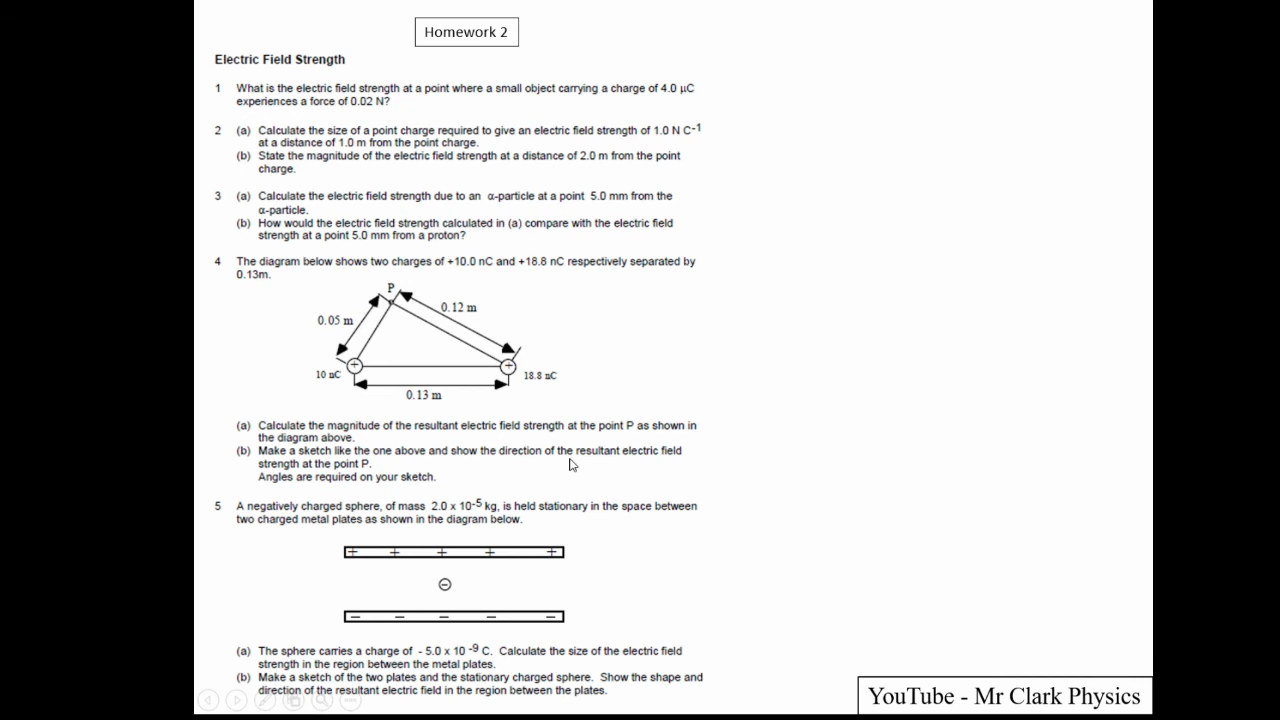 Homework 2
Electric Field Strength
1 What is the electric field strength at a point where a small object carrying a charge of 4.0 µC
experiences a force of 0.02 N?
2 (a) Calculate the size of a point charge required to give an electric field strength of 1.0 N C⁻¹
at a distance of 1.0 m from the point charge.
(b) State the magnitude of the electric field strength at a distance of 2.0 m from the point
charge.
3 (a) Calculate the electric field strength due to an α-particle at a point 5.0 mm from the
α-particle.
(b) How would the electric field strength calculated in (a) compare with the electric field
strength at a point 5.0 mm from a proton?
4 The diagram below shows two charges of +10.0 nC and +18.8 nC respectively separated by
0.13m.
P
0.12 m
0.05 m
+ +
10 nC 18.8 nC
0.13 m
(a) Calculate the magnitude of the resultant electric field strength at the point P as shown in
the diagram above.
(b) Make a sketch like the one above and show the direction of the resultant electric field
strength at the point P.
Angles are required on your sketch.
5 A negatively charged sphere, of mass 2.0 x 10⁻⁵ kg, is held stationary in the space between
two charged metal plates as shown in the diagram below.
+ + + + +
−
− − − − −
(a) The sphere carries a charge of - 5.0 x 10 ⁻⁹ C. Calculate the size of the electric field
strength in the region between the metal plates.
(b) Make a sketch of the two plates and the stationary charged sphere. Show the shape and
direction of the resultant electric field in the region between the plates.
YouTube - Mr Clark Physics